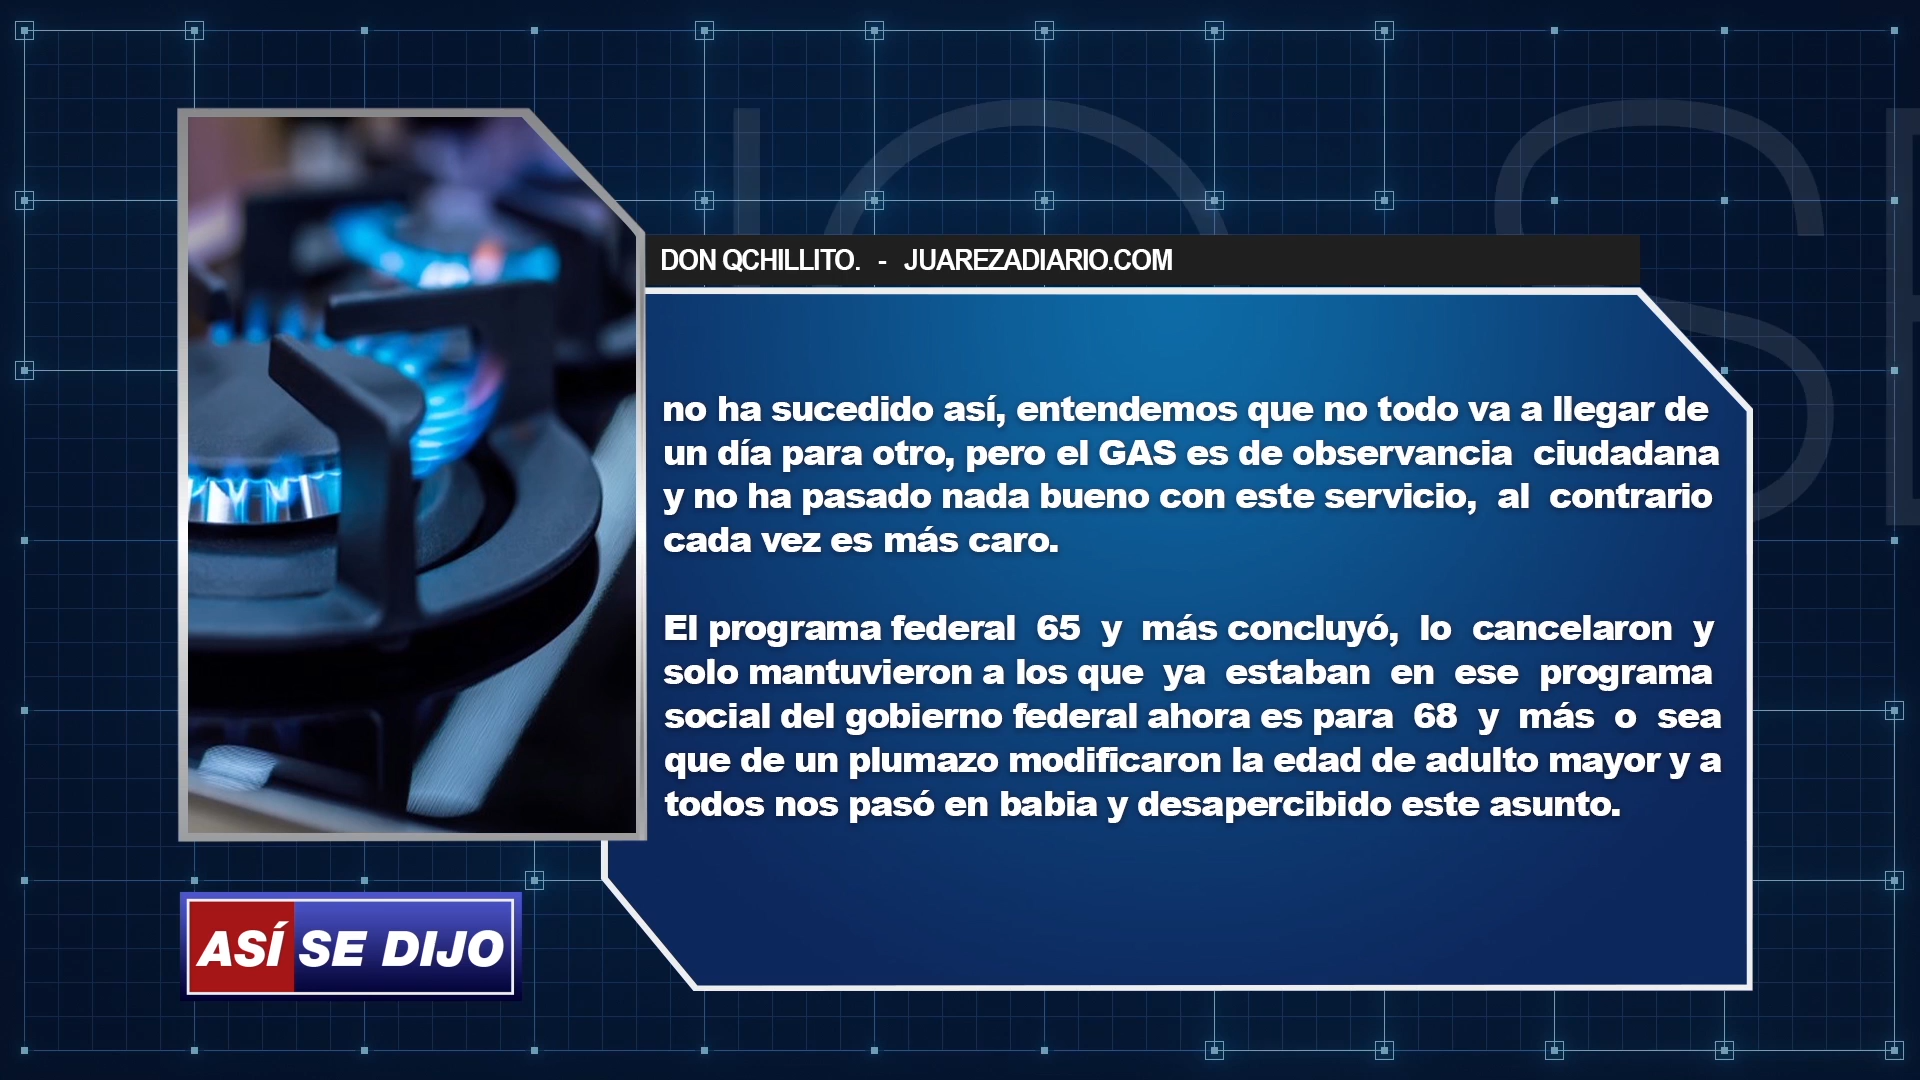 DON QCHILLITO. - JUAREZADIARIO.COM
no ha sucedido así, entendemos que no todo va a llegar de
un día para otro, pero el GAS es de observancia ciudadana
y no ha pasado nada bueno con este servicio, al contrario
cada vez es más caro.
El programa federal 65 y más concluyó, lo cancelaron y
solo mantuvieron a los que ya estaban en ese programa
social del gobierno federal ahora es para 68 y más o sea
que de un plumazo modificaron la edad de adulto mayor y a
todos nos pasó en babia y desapercibido este asunto.
ASÍ SE DIJO